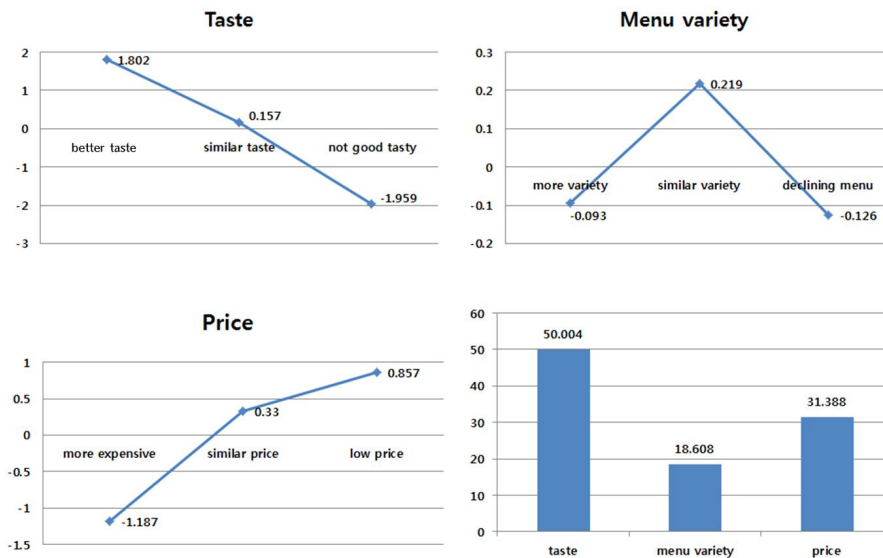 Taste
2
1
0
-1
-2
-3
1.802
0.157
-1.959
better taste
similar taste
not good tasty
Menu variety
0.3
0.2
0.1
0
-0.1
-0.2
0.219
more variety
similar variety
declining menu
-0.093
-0.126
Price
1
0.5
0
-0.5
-1
-1.5
0.857
0.33
more expensive
similar price
low price
-1.187
60
50
40
30
20
10
0
50.004
18.608
31.388
taste
menu variety
price